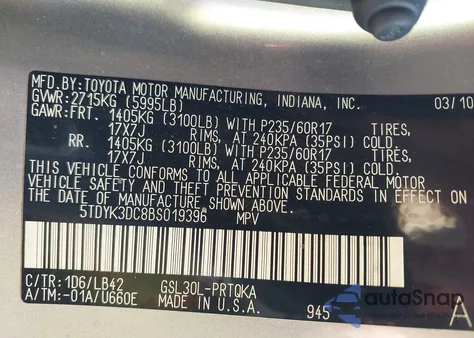 MFD.BY:TOYOTA MOTOR MANUFACTURING, INDIANA, INC. 03/10
GVWR:2715KG (5995LB)
GAWR:FRT. 1405KG (3100LB) WITH P235/60R17 TIRES,
17X7J RIMS, AT 240KPA (35PSI) COLD.
RR. 1405KG (3100LB) WITH P235/60R17 TIRES,
17X7J RIMS, AT 240KPA (35PSI) COLD.
THIS VEHICLE CONFORMS TO ALL APPLICABLE FEDERAL MOTOR
VEHICLE SAFETY AND THEFT PREVENTION STANDARDS IN EFFECT ON
THE DATE OF MANUFACTURE SHOWN ABOVE.
5TDYK3DC8BS019396 MPV
C/TR:1D6/LB42 GSL30L-PRTQKA
A/TM:-01A/U660E MADE IN U.S.A. 945 A
autoSnap